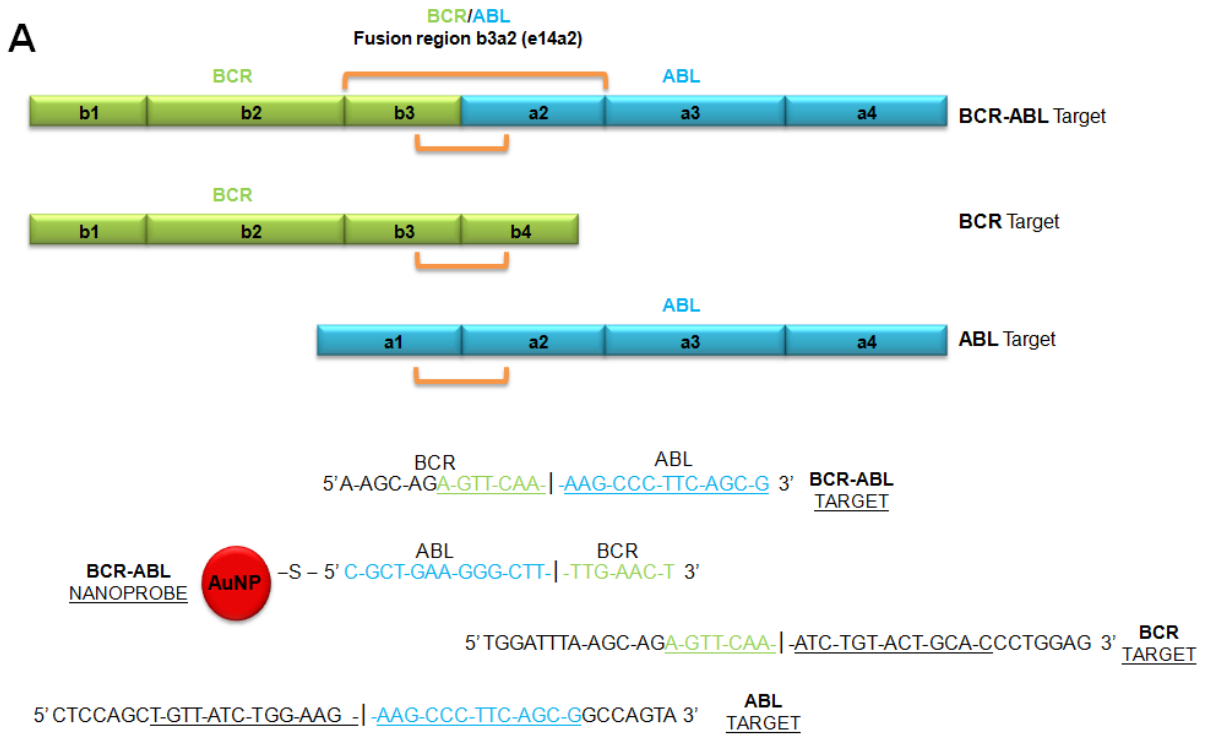 A
BCR/ABL
Fusion region b3a2 (e14a2)
BCR ABL
b1 b2 b3 a2 a3 a4 BCR-ABL Target
BCR
b1 b2 b3 b4 BCR Target
ABL
a1 a2 a3 a4 ABL Target
BCR ABL
5' A-AGC-AGA-GTT-CAA-|-AAG-CCC-TTC-AGC-G 3' BCR-ABL
TARGET
ABL BCR
BCR-ABL
NANOPROBE AuNP –S – 5' C-GCT-GAA-GGG-CTT-|-TTG-AAC-T 3'
5' TGGATTTA-AGC-AGA-GTT-CAA-|-ATC-TGT-ACT-GCA-CCCTGGAG 3' BCR
TARGET
5' CTCCAGCT-GTT-ATC-TGG-AAG -|-AAG-CCC-TTC-AGC-GGCCAGTA 3' ABL
TARGET